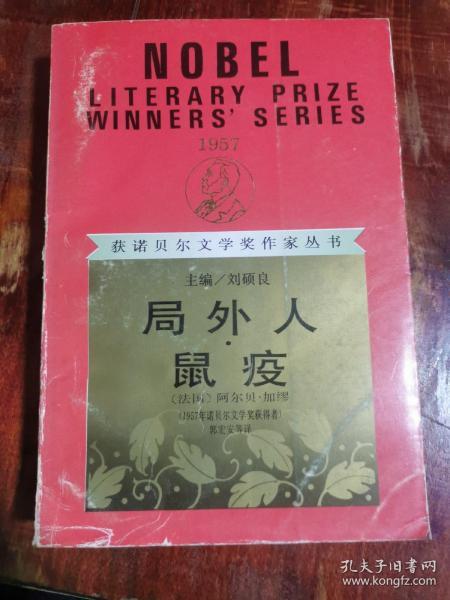 NOBEL
LITERARY PRIZE
WINNERS' SERIES
1957
获诺贝尔文学奖作家丛书
主编/刘硕良
局外人
·
鼠疫
〔法国〕阿尔贝·加缪
(1957年诺贝尔文学奖获得者)
郭宏安等译
孔夫子旧书网
www.kongfz.com